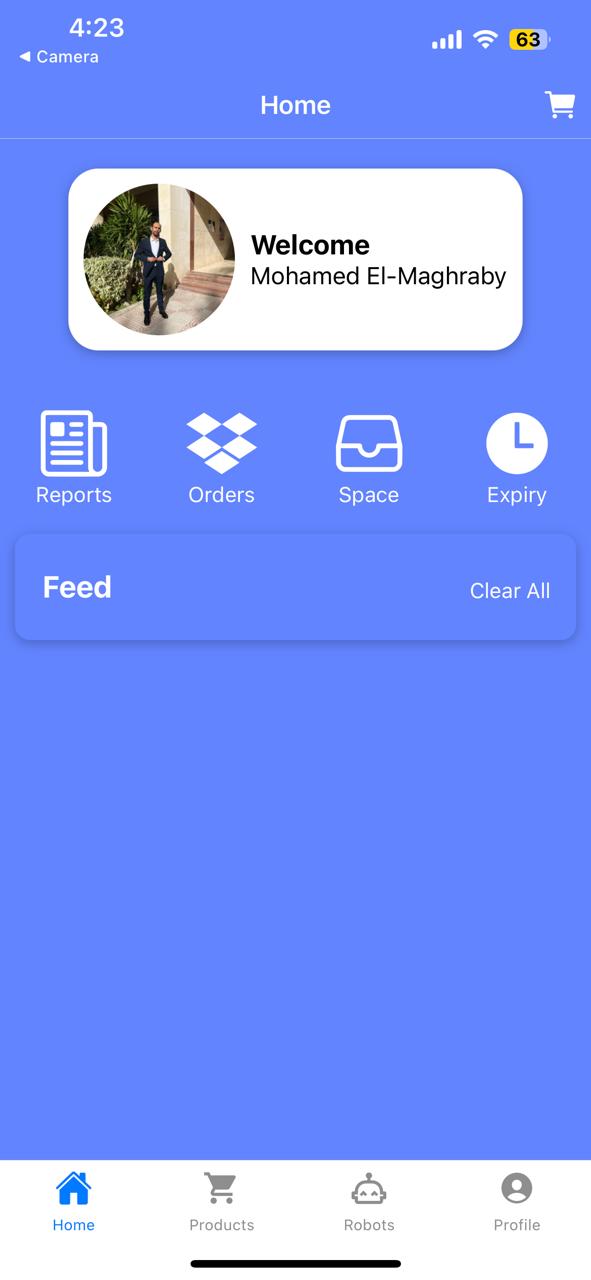 4:23
63
◀ Camera
Home
Welcome
Mohamed El-Maghraby
Reports
Orders
Space
Expiry
Feed
Clear All
Home
Products
Robots
Profile